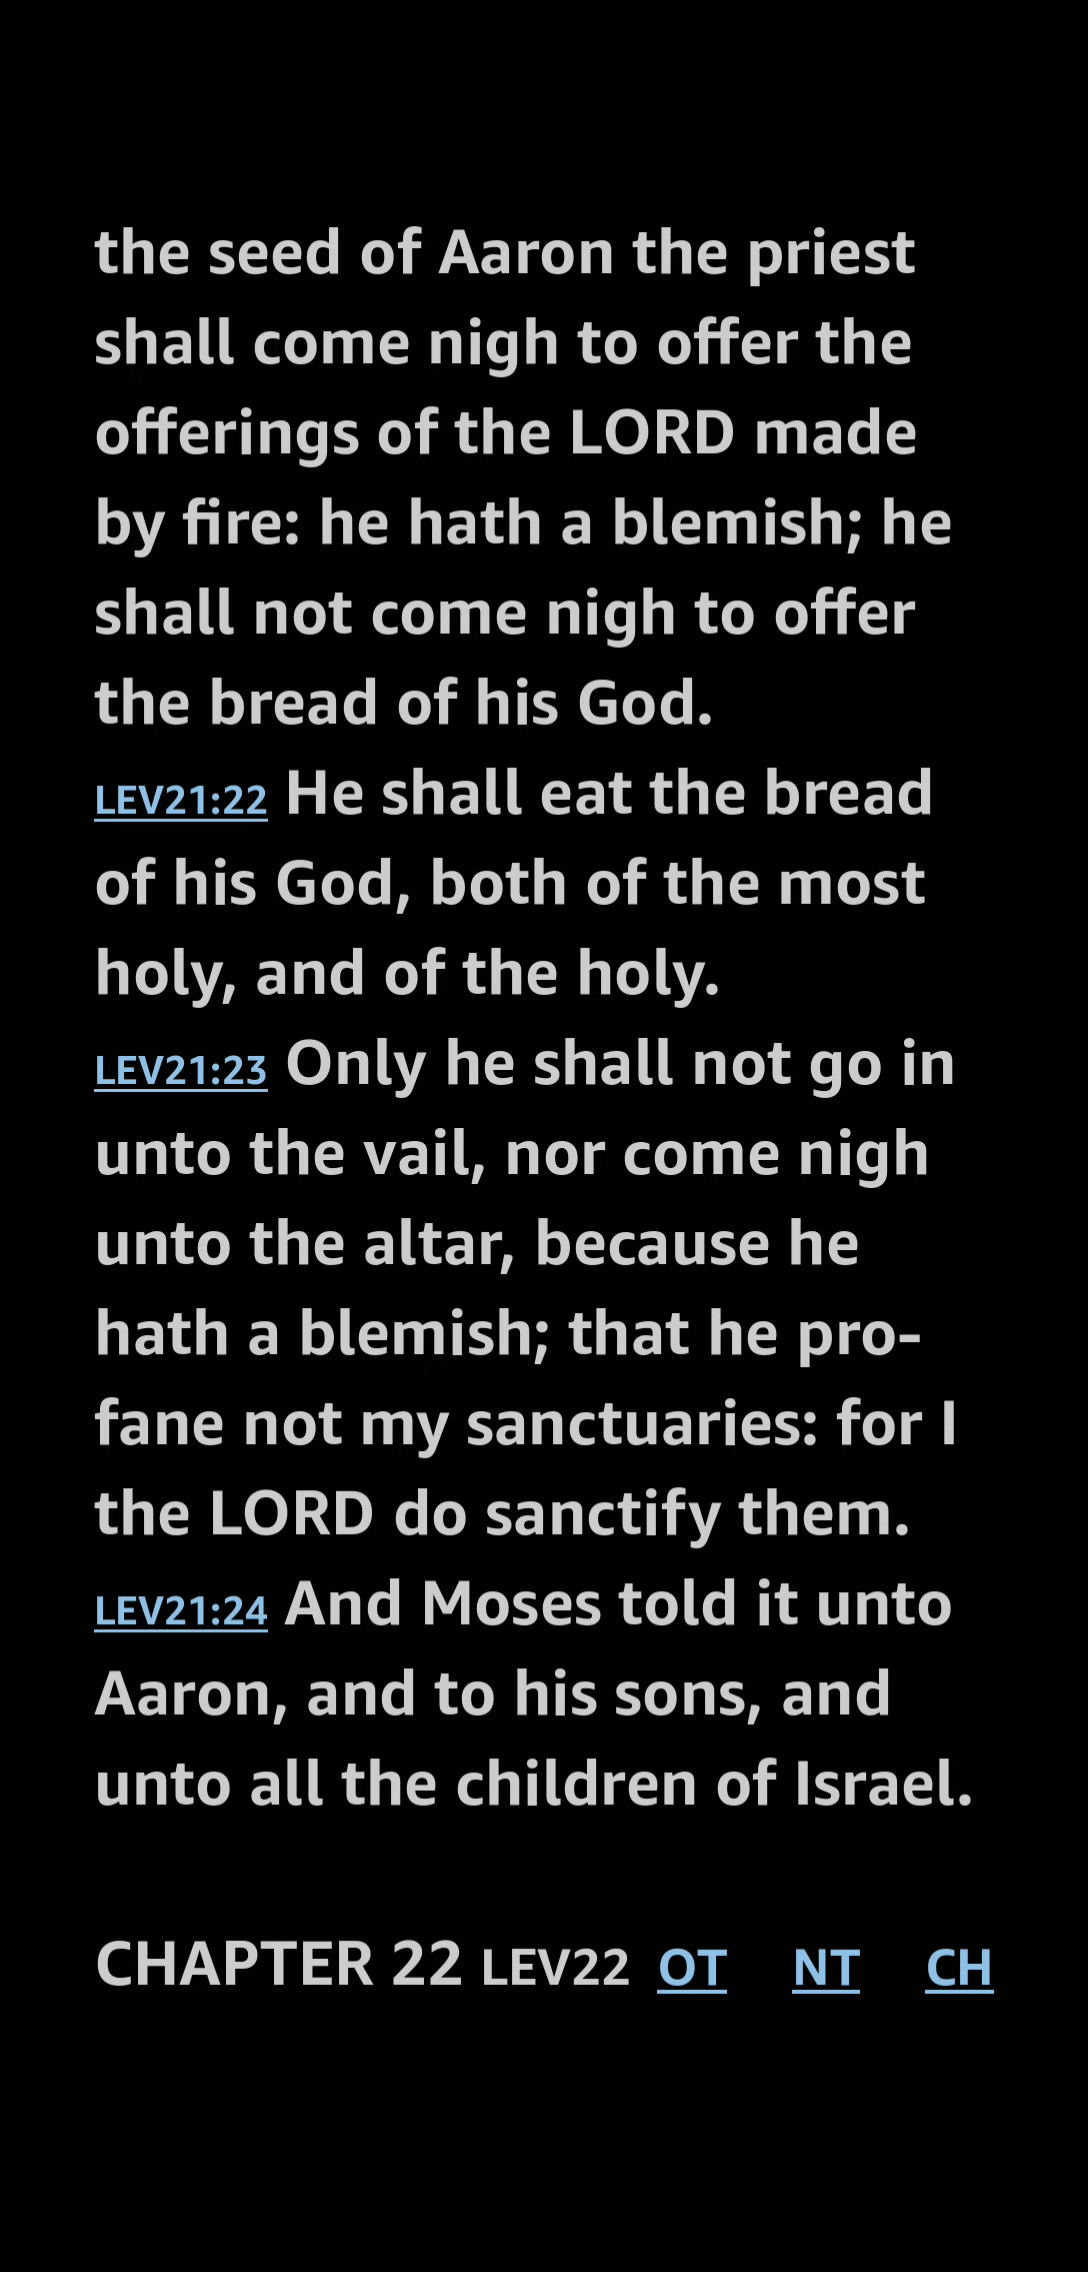 the seed of Aaron the priest
shall come nigh to offer the
offerings of the LORD made
by fire: he hath a blemish; he
shall not come nigh to offer
the bread of his God.
LEV21:22 He shall eat the bread
of his God, both of the most
holy, and of the holy.
LEV21:23 Only he shall not go in
unto the vail, nor come nigh
unto the altar, because he
hath a blemish; that he pro-
fane not my sanctuaries: for I
the LORD do sanctify them.
LEV21:24 And Moses told it unto
Aaron, and to his sons, and
unto all the children of Israel.
CHAPTER 22 LEV22 OT NT CH